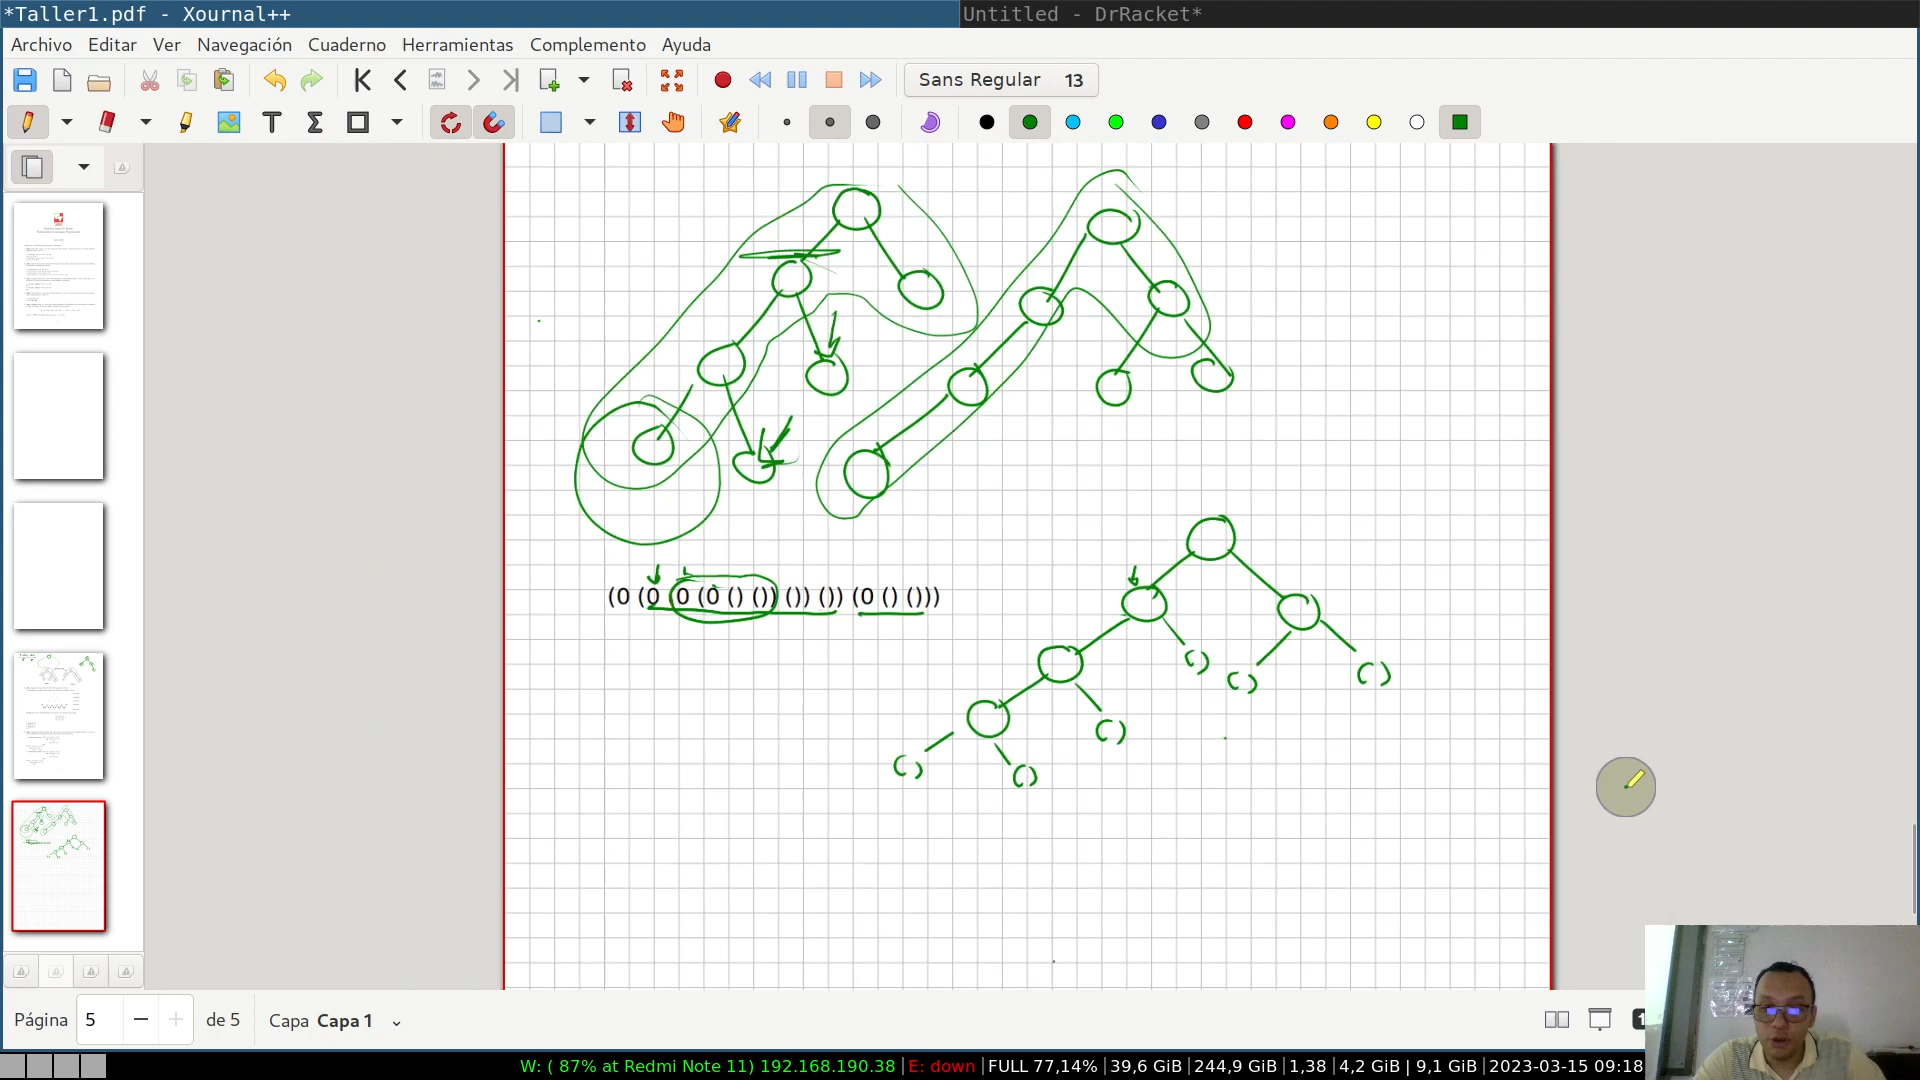 *Taller1.pdf - Xournal++
Untitled - DrRacket*
Archivo Editar Ver Navegación Cuaderno Herramientas Complemento Ayuda
Sans Regular 13
(0 (0 (0 (0 () ()) ()) ()) (0 () ()))
()
()
()
()
()
()
Página 5 de 5 Capa Capa 1
W: ( 87% at Redmi Note 11) 192.168.190.38 | E: down | FULL 77,14% | 39,6 GiB | 244,9 GiB | 1,38 | 4,2 GiB | 9,1 GiB | 2023-03-15 09:18